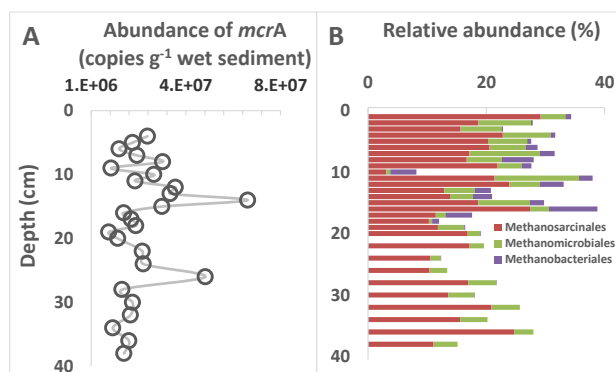 A
Abundance of mcrA
(copies g⁻¹ wet sediment)
1.E+06 4.E+07 8.E+07
0
10
20
30
40
Depth (cm)
B
Relative abundance (%)
0 20 40
0
10
20
30
40
Methanosarcinales
Methanomicrobiales
Methanobacteriales